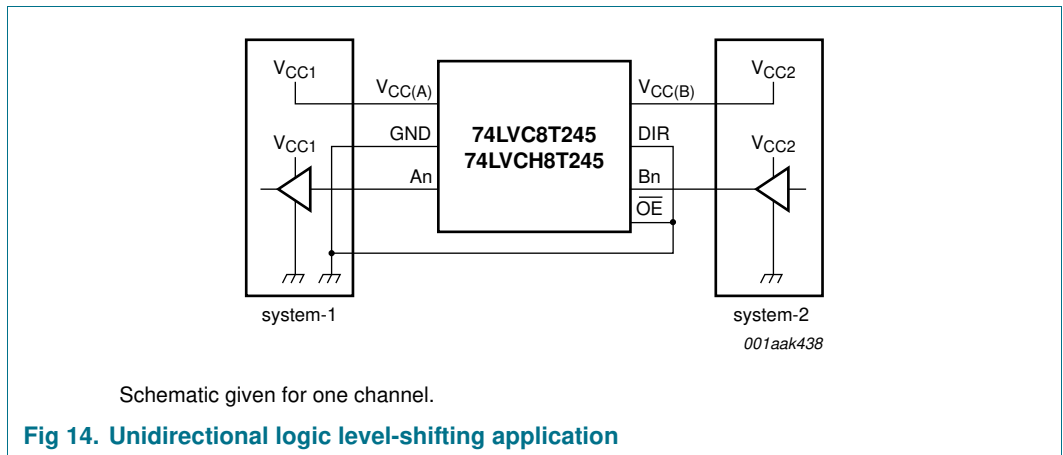 VCC1
VCC(A)
VCC(B)
VCC2
GND
74LVC8T245
DIR
VCC1
74LVCH8T245
VCC2
An
Bn
OE
system-1
system-2
001aak438
Schematic given for one channel.
Fig 14. Unidirectional logic level-shifting application